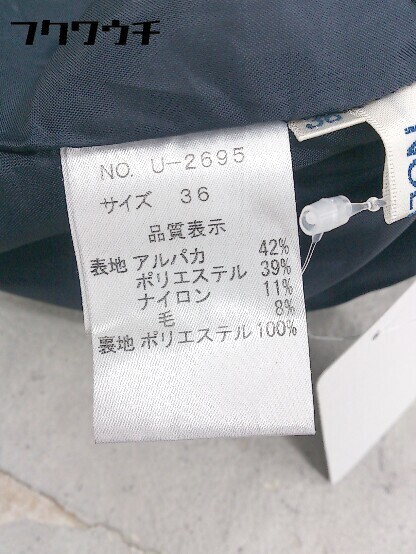 フクウウチ
NO. U-2695
サイズ 36
品質表示
表地 アルパカ 42%
ポリエステル 39%
ナイロン 11%
毛 8%
裏地 ポリエステル 100%
36